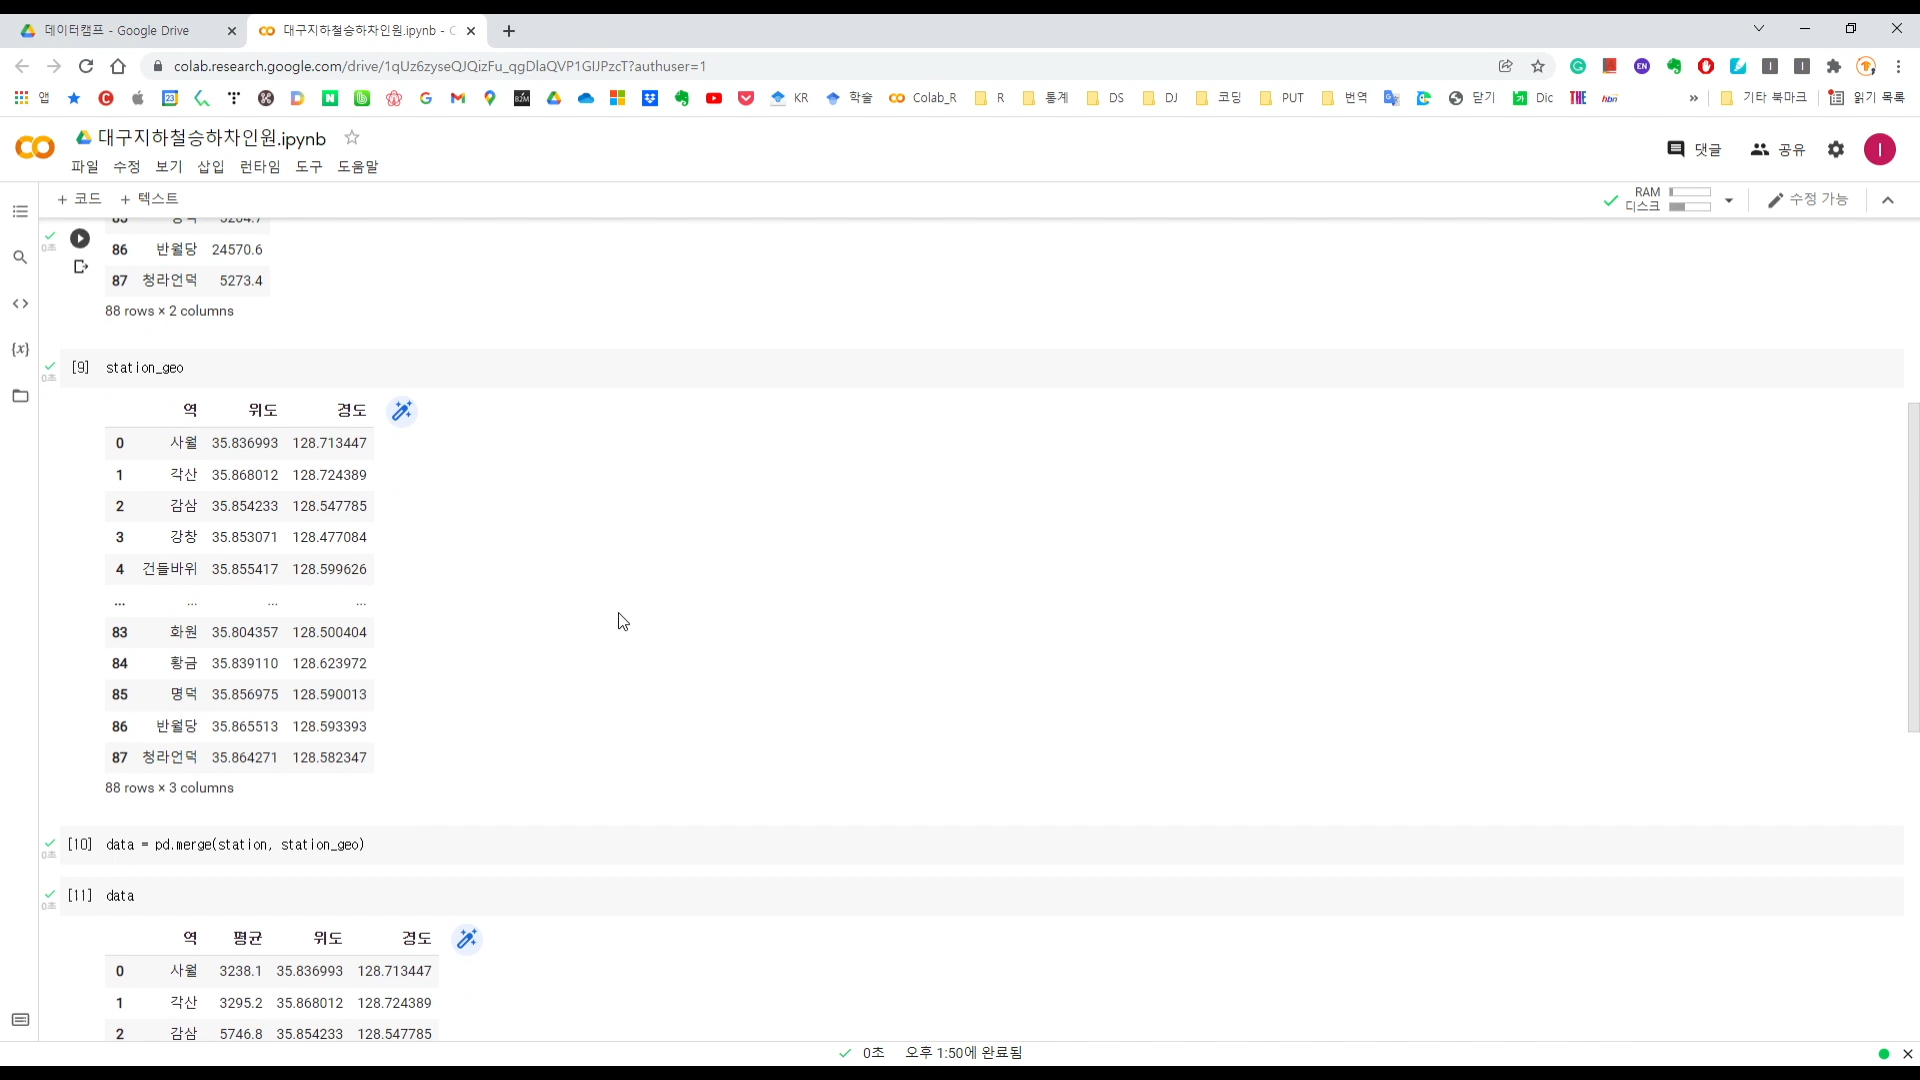 데이터캠프 - Google Drive
대구지하철승하차인원.ipynb - C
colab.research.google.com/drive/1qUz6zyseQJQizFu_qgDlaQVP1GIJPzcT?authuser=1
앱 KR 학술 Colab_R R 통계 DS DJ 코딩 PUT 번역 닫기 Dic THE hbn » 기타 북마크 읽기 목록
대구지하철승하차인원.ipynb
댓글 공유 I
파일 수정 보기 삽입 런타임 도구 도움말
+ 코드 + 텍스트
RAM
디스크
수정 가능
86 반월당 24570.6
87 청라언덕 5273.4
88 rows × 2 columns
[9] station_geo
0초
역 위도 경도
0 사월 35.836993 128.713447
1 각산 35.868012 128.724389
2 감삼 35.854233 128.547785
3 강창 35.853071 128.477084
4 건들바위 35.855417 128.599626
... ... ... ...
83 화원 35.804357 128.500404
84 황금 35.839110 128.623972
85 명덕 35.856975 128.590013
86 반월당 35.865513 128.593393
87 청라언덕 35.864271 128.582347
88 rows × 3 columns
[10] data = pd.merge(station, station_geo)
0초
[11] data
0초
역 평균 위도 경도
0 사월 3238.1 35.836993 128.713447
1 각산 3295.2 35.868012 128.724389
2 감삼 5746.8 35.854233 128.547785
0초 오후 1:50에 완료됨